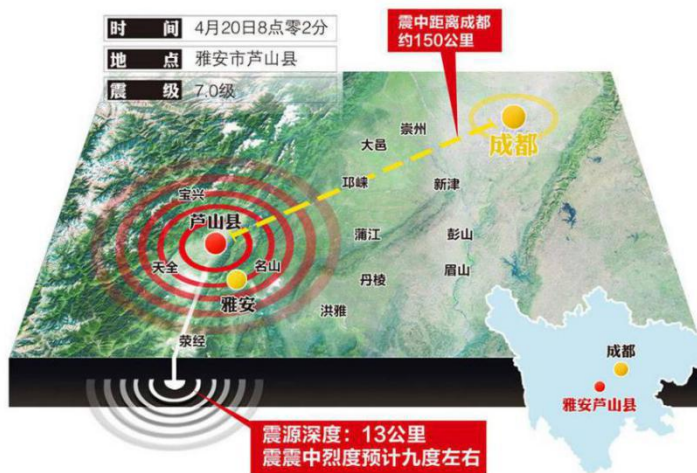 时 间 4月20日8点零2分
地 点 雅安市芦山县
震 级 7.0级
震中距离成都
约150公里
成都
崇州
大邑
邛崃
新津
宝兴
芦山县
蒲江
彭山
天全
名山
眉山
丹棱
雅安
洪雅
荥经
成都
雅安芦山县
震源深度：13公里
震震中烈度预计九度左右